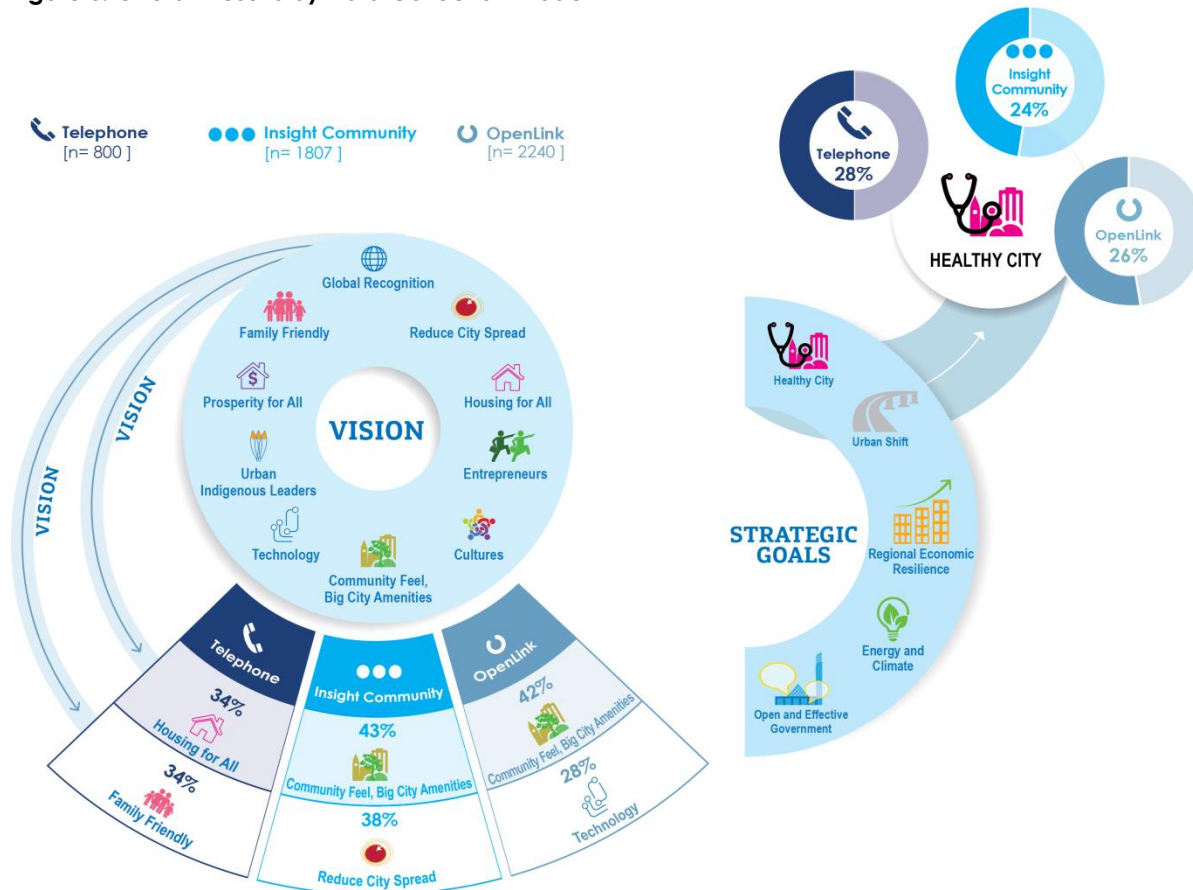 Telephone
[n= 800 ]
Insight Community
[n= 1807 ]
OpenLink
[n= 2240 ]
VISION
VISION
Global Recognition
Family Friendly
Reduce City Spread
Prosperity for All
Housing for All
VISION
Urban
Indigenous Leaders
Entrepreneurs
Technology
Cultures
Community Feel,
Big City Amenities
Telephone
34%
Housing for All
34%
Family Friendly
Insight Community
43%
Community Feel, Big City Amenities
38%
Reduce City Spread
OpenLink
42%
Community Feel, Big City Amenities
28%
Technology
Insight
Community
24%
Telephone
28%
OpenLink
26%
HEALTHY CITY
Healthy City
Urban Shift
STRATEGIC
GOALS
Regional Economic
Resilience
Energy and
Climate
Open and Effective
Government